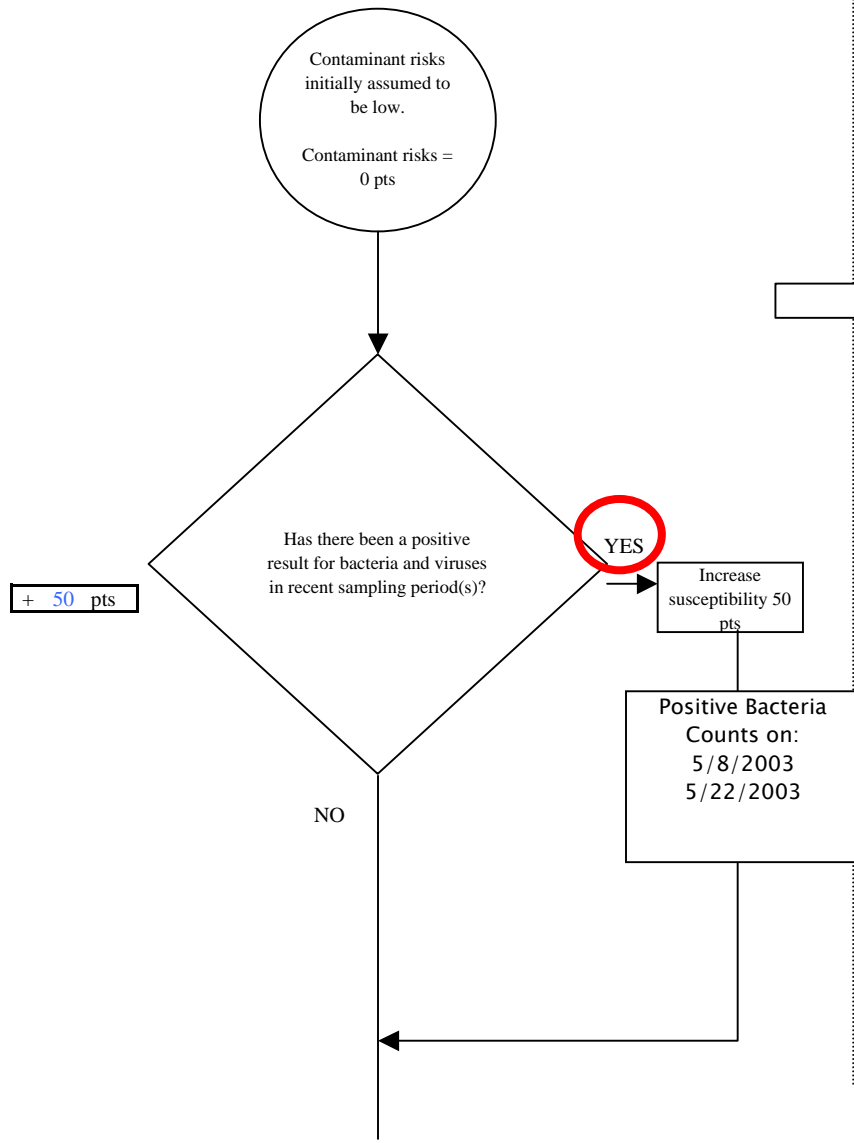 Contaminant risks
initially assumed to
be low.
Contaminant risks =
0 pts
Has there been a positive
result for bacteria and viruses
in recent sampling period(s)?
YES
+ 50 pts
Increase
susceptibility 50
pts
Positive Bacteria
Counts on:
5/8/2003
5/22/2003
NO